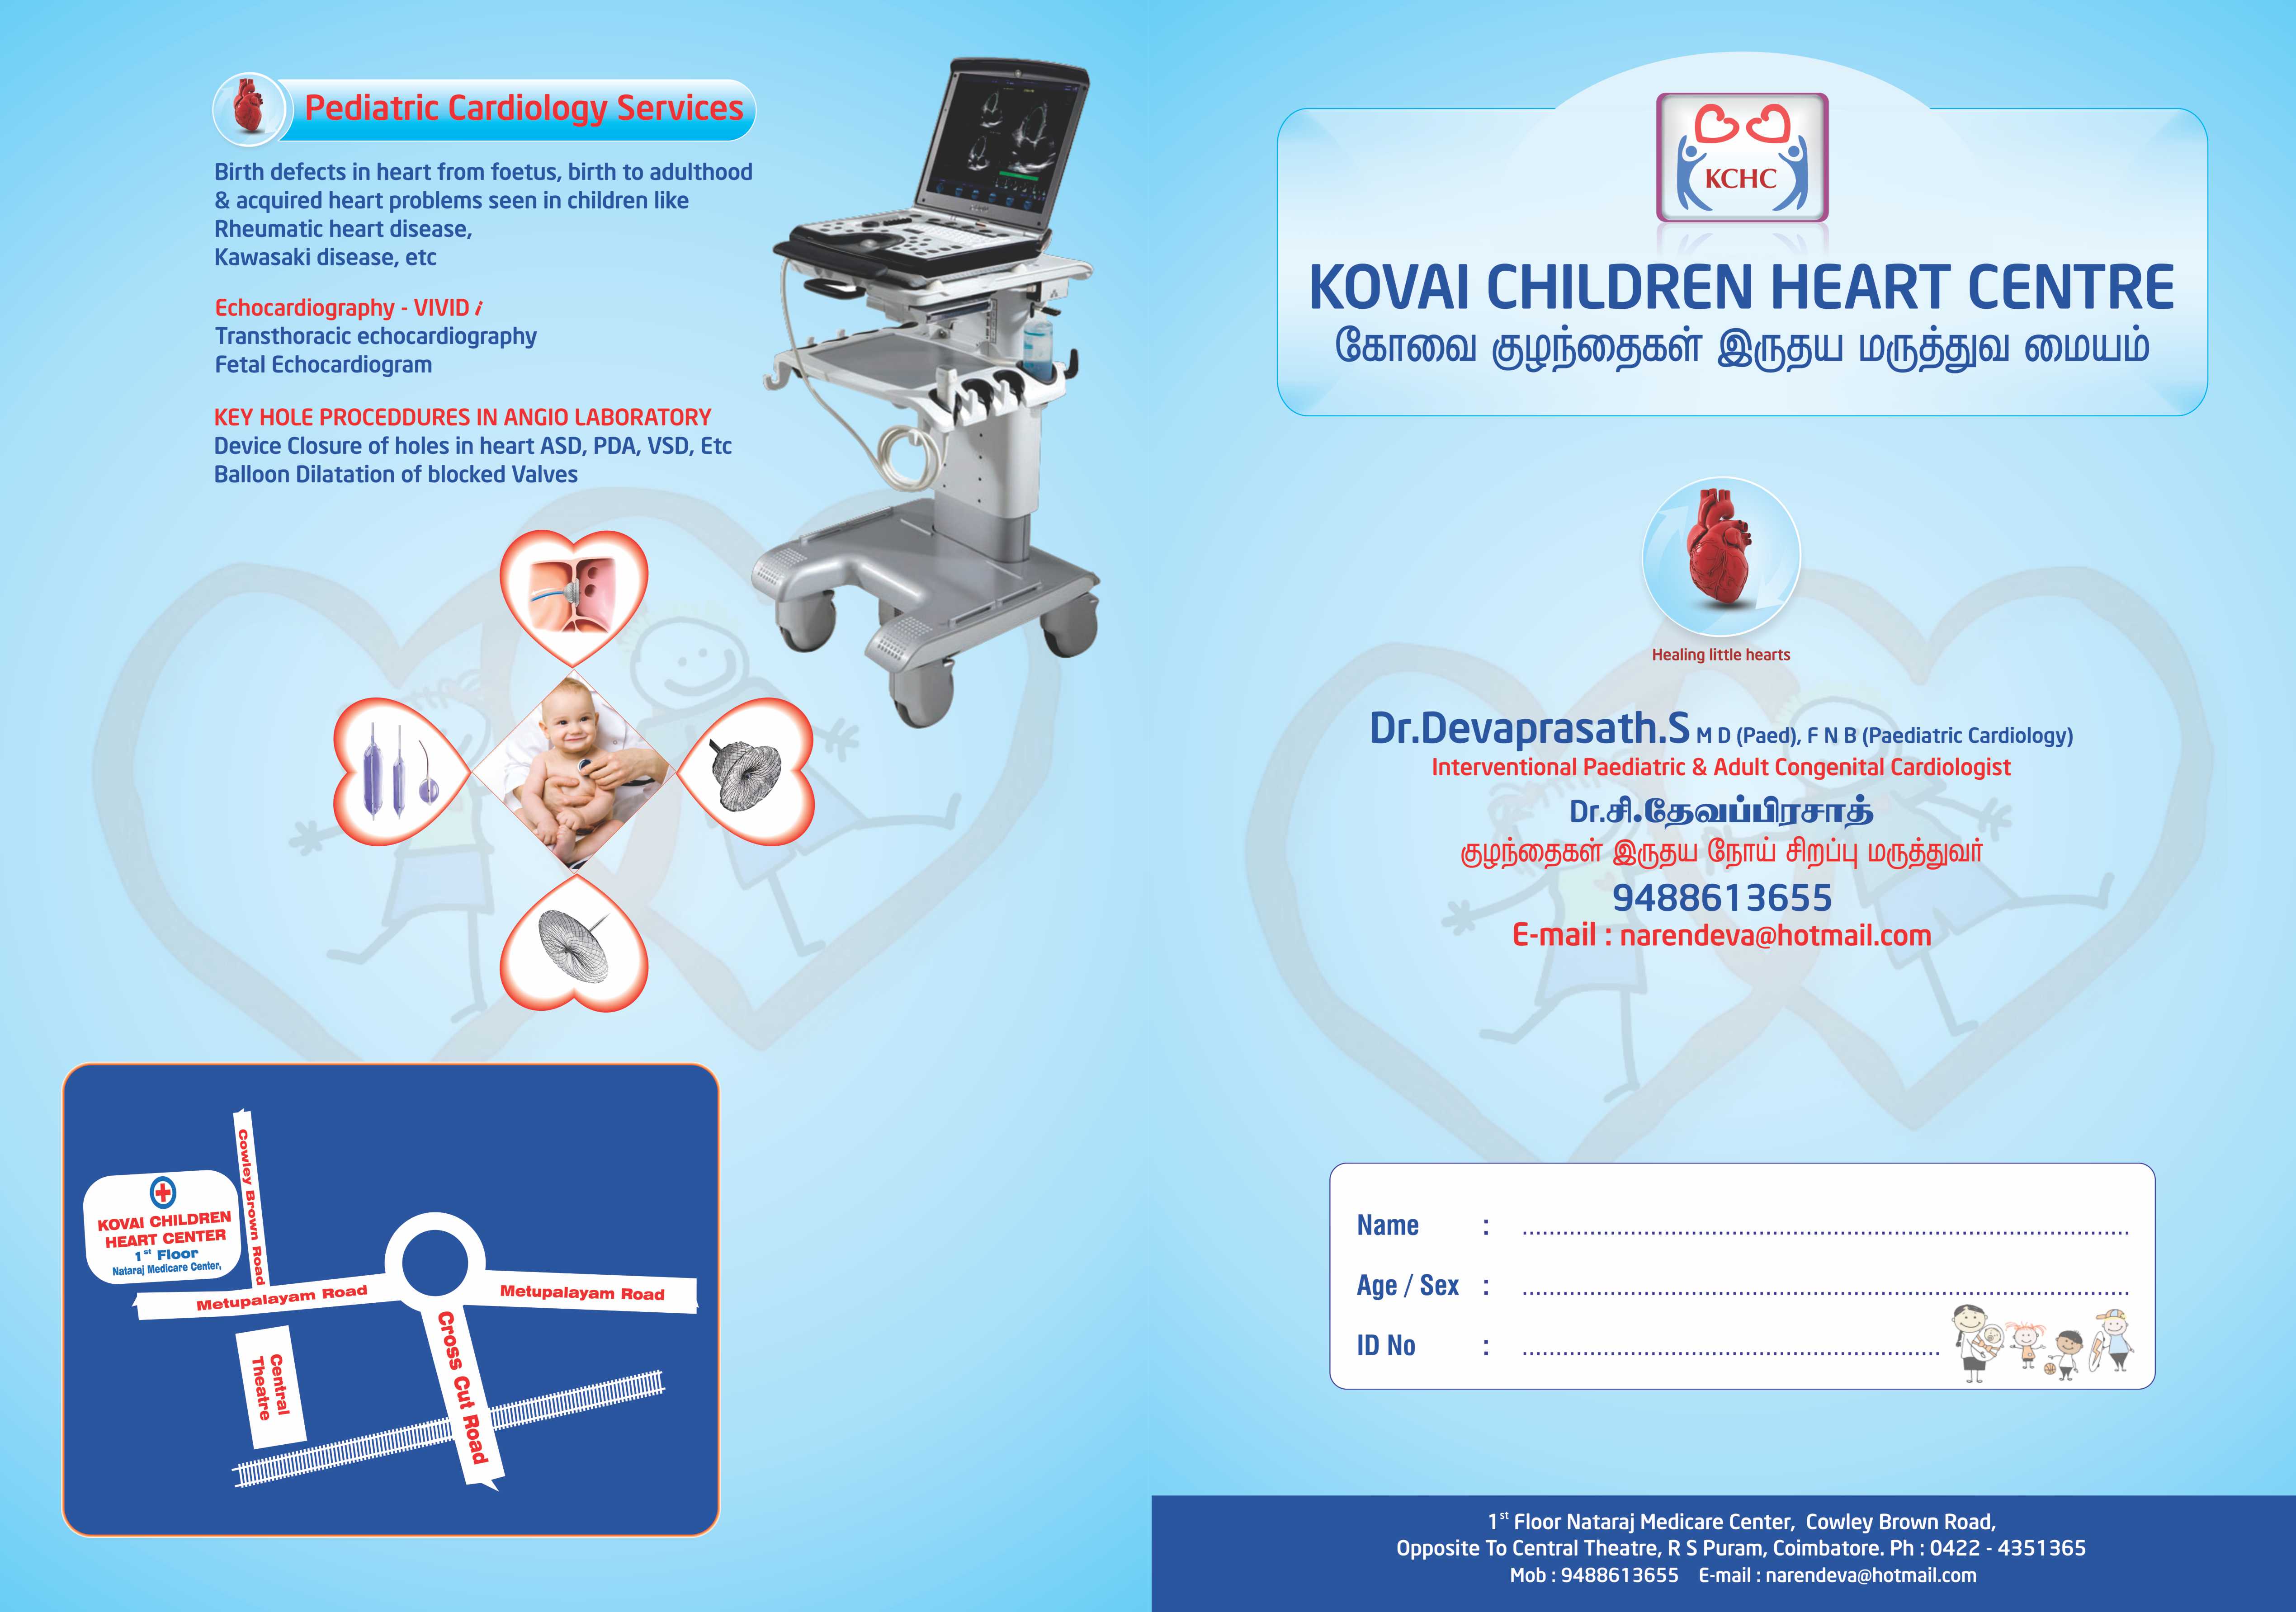 Pediatric Cardiology Services
Birth defects in heart from foetus, birth to adulthood
& acquired heart problems seen in children like
Rheumatic heart disease,
Kawasaki disease, etc
Echocardiography - VIVID i
Transthoracic echocardiography
Fetal Echocardiogram
KEY HOLE PROCEDDURES IN ANGIO LABORATORY
Device Closure of holes in heart ASD, PDA, VSD, Etc
Balloon Dilatation of blocked Valves
Cowley Brown Road
KOVAI CHILDREN
HEART CENTER
1st Floor
Nataraj Medicare Center,
Metupalayam Road
Metupalayam Road
Cross Cut Road
Central
Theatre
KCHC
KOVAI CHILDREN HEART CENTRE
கோவை குழந்தைகள் இருதய மருத்துவ மையம்
Healing little hearts
Dr.Devaprasath.S M D (Paed), F N B (Paediatric Cardiology)
Interventional Paediatric & Adult Congenital Cardiologist
Dr.சி.தேவப்பிரசாத்
குழந்தைகள் இருதய நோய் சிறப்பு மருத்துவர்
9488613655
E-mail : narendeva@hotmail.com
Name :
Age / Sex :
ID No :
1st Floor Nataraj Medicare Center, Cowley Brown Road,
Opposite To Central Theatre, R S Puram, Coimbatore. Ph : 0422 - 4351365
Mob : 9488613655 E-mail : narendeva@hotmail.com